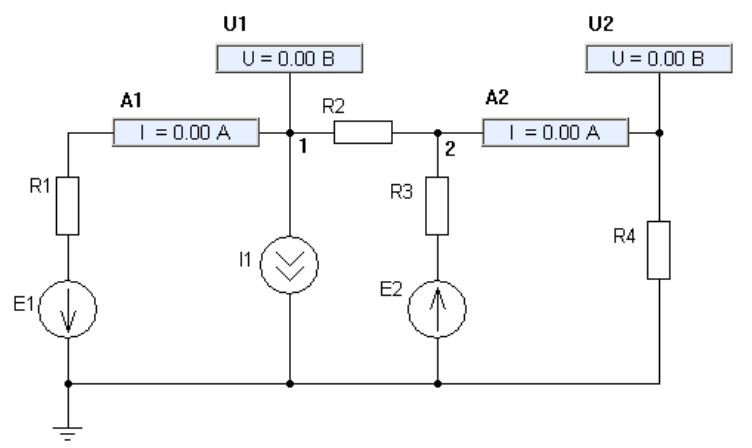 U1
U2
U = 0.00 В
U = 0.00 В
A1
R2
A2
I = 0.00 A
I = 0.00 A
1
2
R1
R3
R4
I1
E1
E2